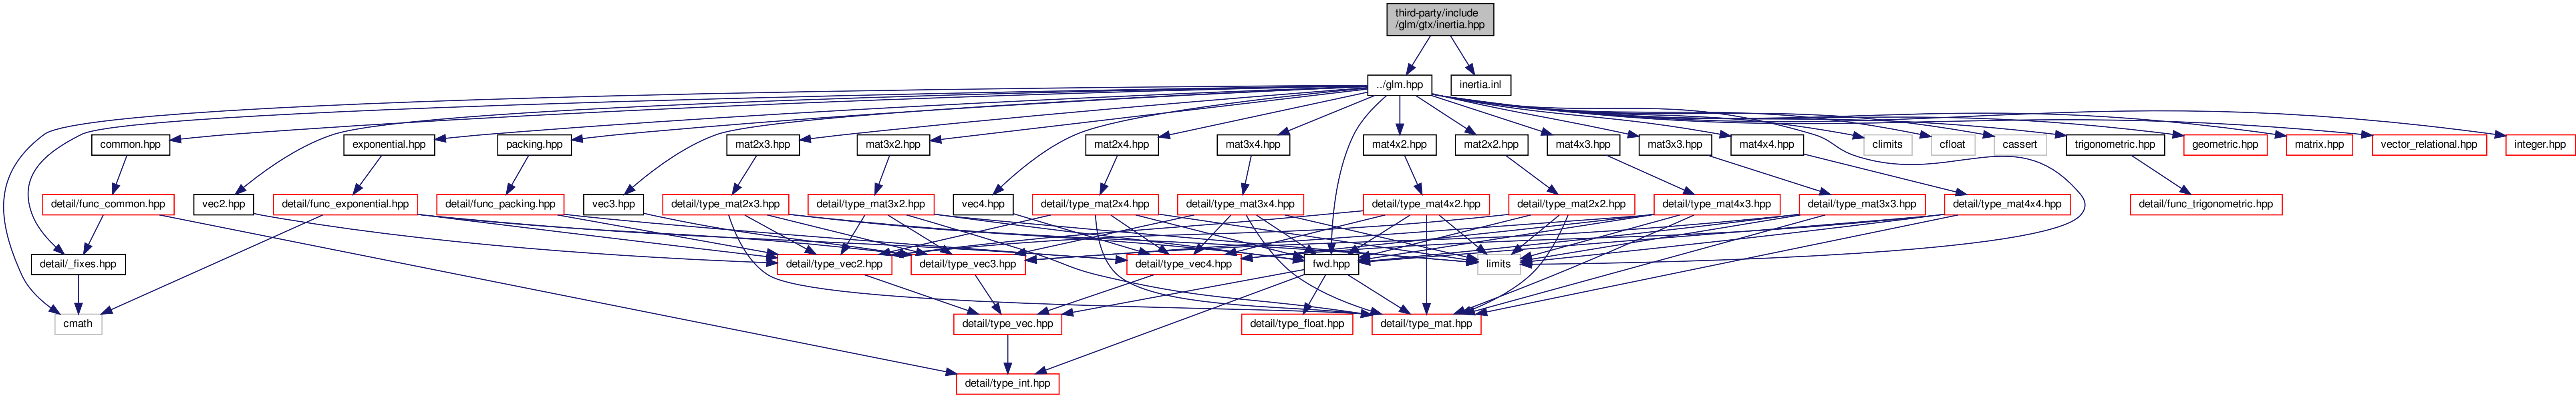 third-party/include
/glm/gtx/inertia.hpp
../glm.hpp
inertia.inl
common.hpp
exponential.hpp
packing.hpp
mat2x3.hpp
mat3x2.hpp
mat2x4.hpp
mat3x4.hpp
mat4x2.hpp
mat2x2.hpp
mat4x3.hpp
mat3x3.hpp
mat4x4.hpp
climits
cfloat
cassert
trigonometric.hpp
geometric.hpp
matrix.hpp
vector_relational.hpp
integer.hpp
detail/func_common.hpp
vec2.hpp
detail/func_exponential.hpp
detail/func_packing.hpp
vec3.hpp
detail/type_mat2x3.hpp
detail/type_mat3x2.hpp
vec4.hpp
detail/type_mat2x4.hpp
detail/type_mat3x4.hpp
detail/type_mat4x2.hpp
detail/type_mat2x2.hpp
detail/type_mat4x3.hpp
detail/type_mat3x3.hpp
detail/type_mat4x4.hpp
detail/func_trigonometric.hpp
detail/_fixes.hpp
detail/type_vec2.hpp
detail/type_vec3.hpp
detail/type_vec4.hpp
fwd.hpp
limits
cmath
detail/type_vec.hpp
detail/type_float.hpp
detail/type_mat.hpp
detail/type_int.hpp